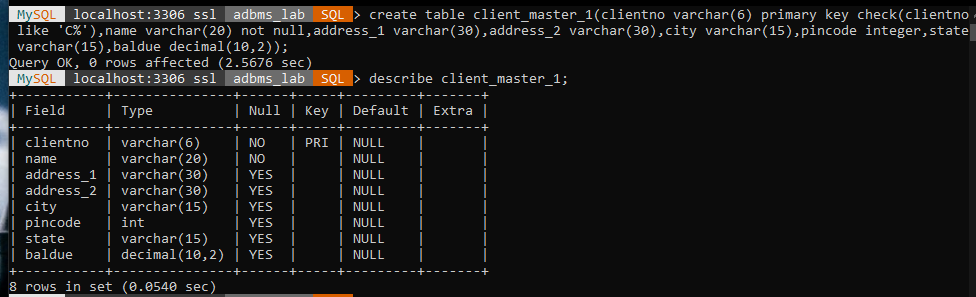 MySQL localhost:3306 ssl adbms_lab SQL > create table client_master_1(clientno varchar(6) primary key check(clientno
like 'C%'),name varchar(20) not null,address_1 varchar(30),address_2 varchar(30),city varchar(15),pincode integer,state
varchar(15),baldue decimal(10,2));
Query OK, 0 rows affected (2.5676 sec)
MySQL localhost:3306 ssl adbms_lab SQL > describe client_master_1;
+-----------+---------------+------+-----+---------+-------+
| Field | Type | Null | Key | Default | Extra |
+-----------+---------------+------+-----+---------+-------+
| clientno | varchar(6) | NO | PRI | NULL | |
| name | varchar(20) | NO | | NULL | |
| address_1 | varchar(30) | YES | | NULL | |
| address_2 | varchar(30) | YES | | NULL | |
| city | varchar(15) | YES | | NULL | |
| pincode | int | YES | | NULL | |
| state | varchar(15) | YES | | NULL | |
| baldue | decimal(10,2) | YES | | NULL | |
+-----------+---------------+------+-----+---------+-------+
8 rows in set (0.0540 sec)